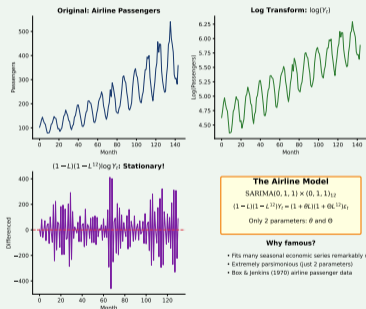 Original: Airline Passengers
Passengers
500
400
300
200
100
0 20 40 60 80 100 120 140
Month
Log Transform: log(Yₜ)
Log(Passengers)
6.25
6.00
5.75
5.50
5.25
5.00
4.75
4.50
0 20 40 60 80 100 120 140
Month
(1−L)(1−L¹²)log Yₜ: Stationary!
Differenced
400
200
0
−200
−400
0 20 40 60 80 100 120
Month
The Airline Model
SARIMA(0, 1, 1) × (0, 1, 1)₁₂
(1−L)(1−L¹²)Yₜ = (1 + θL)(1 + ΘL¹²)εₜ
Only 2 parameters: θ and Θ
Why famous?
• Fits many seasonal economic series remarkably
• Extremely parsimonious (just 2 parameters)
• Box & Jenkins (1970) airline passenger data